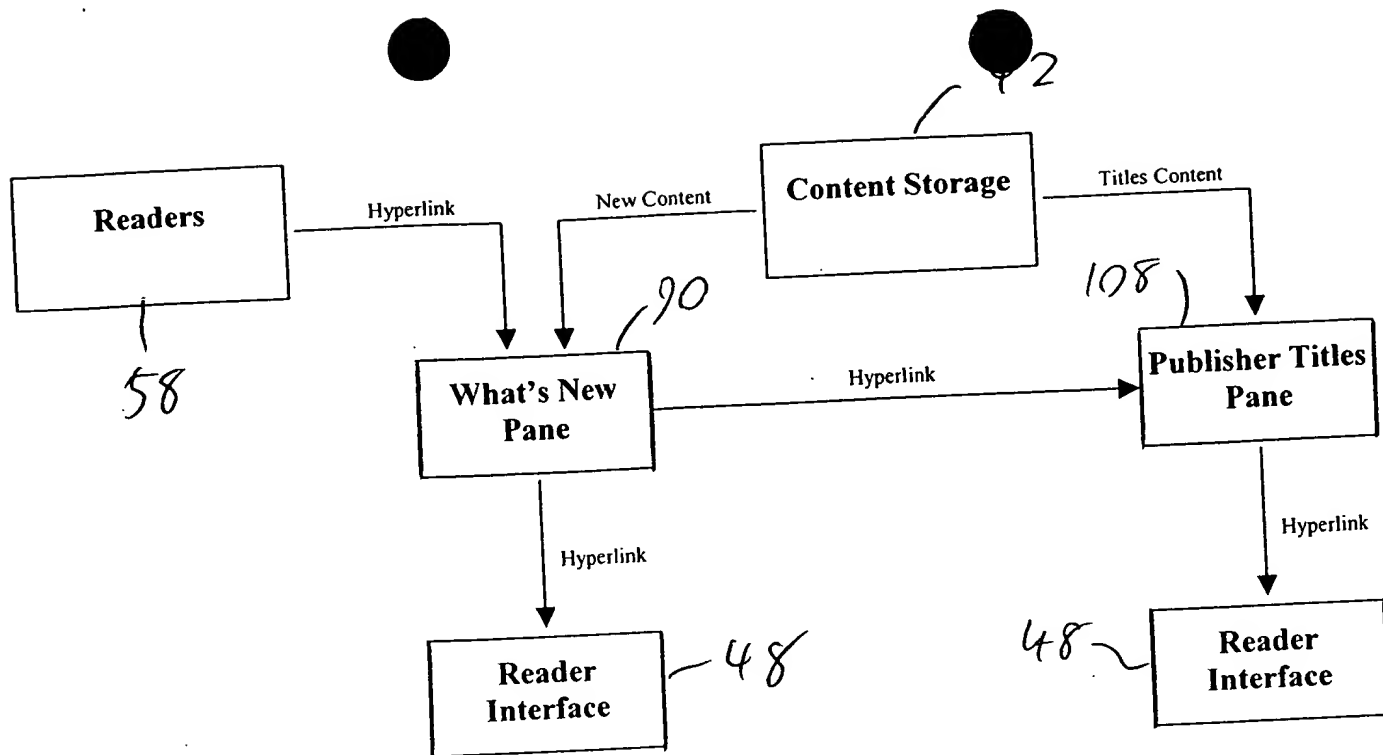 Content Storage
Titles Content
New Content
Readers
Hyperlink
58
90
108
What's New
Pane
Hyperlink
Publisher Titles
Pane
Hyperlink
Hyperlink
Reader
Interface
48
48
Reader
Interface